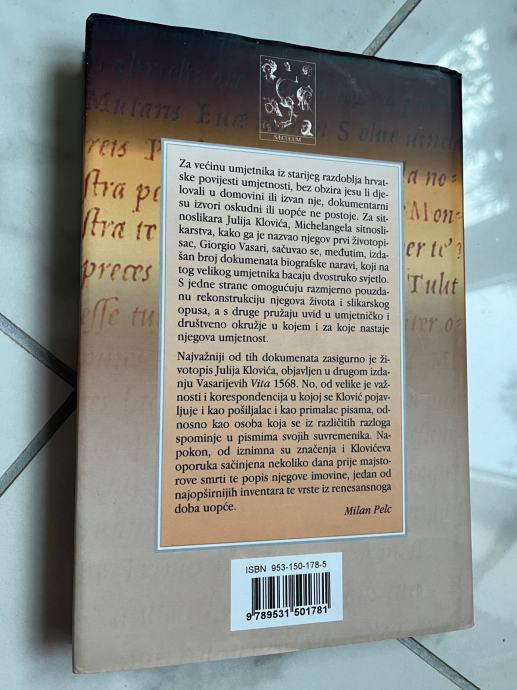 SÆCULUM
Za većinu umjetnika iz starijeg razdoblja hrvat-
ske povijesti umjetnosti, bez obzira jesu li dje-
lovali u domovini ili izvan nje, dokumentarni
su izvori oskudni ili uopće ne postoje. Za sit-
noslikara Julija Klovića, Michelangela sitnosli-
karstva, kako ga je nazvao njegov prvi životopi-
sac, Giorgio Vasari, sačuvao se, međutim, izda-
šan broj dokumenata biografske naravi, koji na
tog velikog umjetnika bacaju dvostruko svjetlo.
S jedne strane omogućuju razmjerno pouzda-
nu rekonstrukciju njegova života i slikarskog
opusa, a s druge pružaju uvid u umjetničko i
društveno okružje u kojem i za koje nastaje
njegova umjetnost.
Najvažniji od tih dokumenata zasigurno je ži-
votopis Julija Klovića, objavljen u drugom izda-
nju Vasarijevih Vita 1568. No, od velike je važ-
nosti i korespondencija u kojoj se Klović pojav-
ljuje i kao pošiljalac i kao primalac pisama, od-
nosno kao osoba koja se iz različitih razloga
spominje u pismima svojih suvremenika. Na-
pokon, od iznimna su značenja i Klovićeva
oporuka sačinjena nekoliko dana prije majsto-
rove smrti te popis njegove imovine, jedan od
najopširnijih inventara te vrste iz renesansnoga
doba uopće.
Milan Pelc
ISBN 953-150-178-5
9789531501781